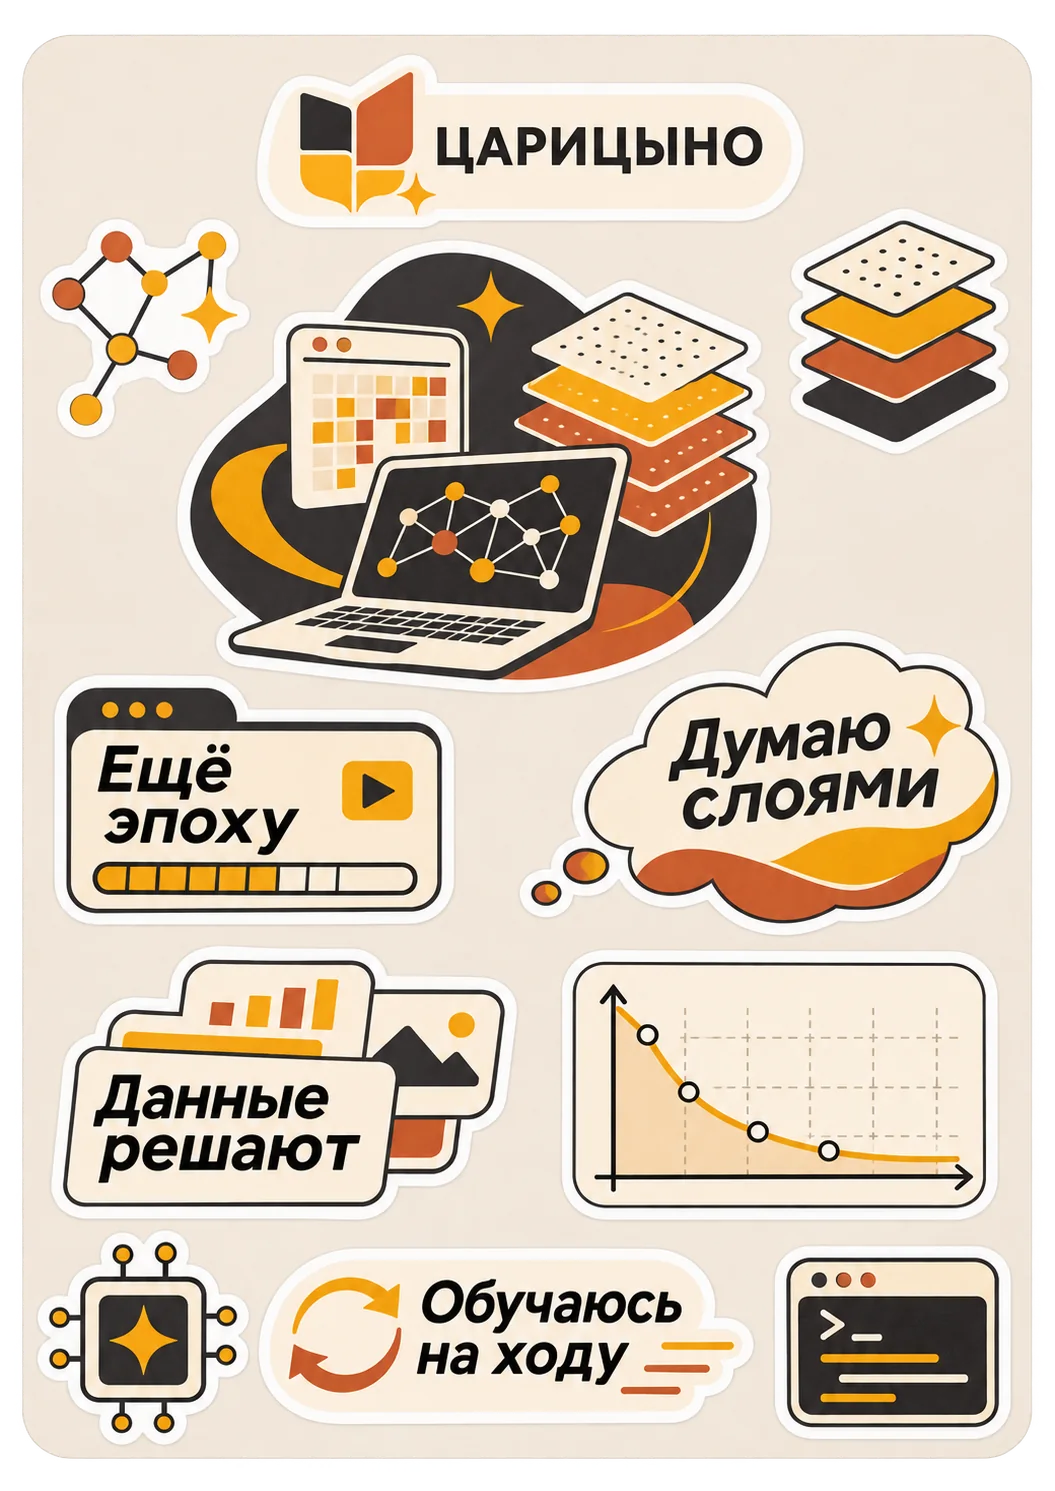 ЦАРИЦЫНО
Ещё
эпоху
Думаю
слоями
Данные
решают
>_
Обучаюсь
на ходу